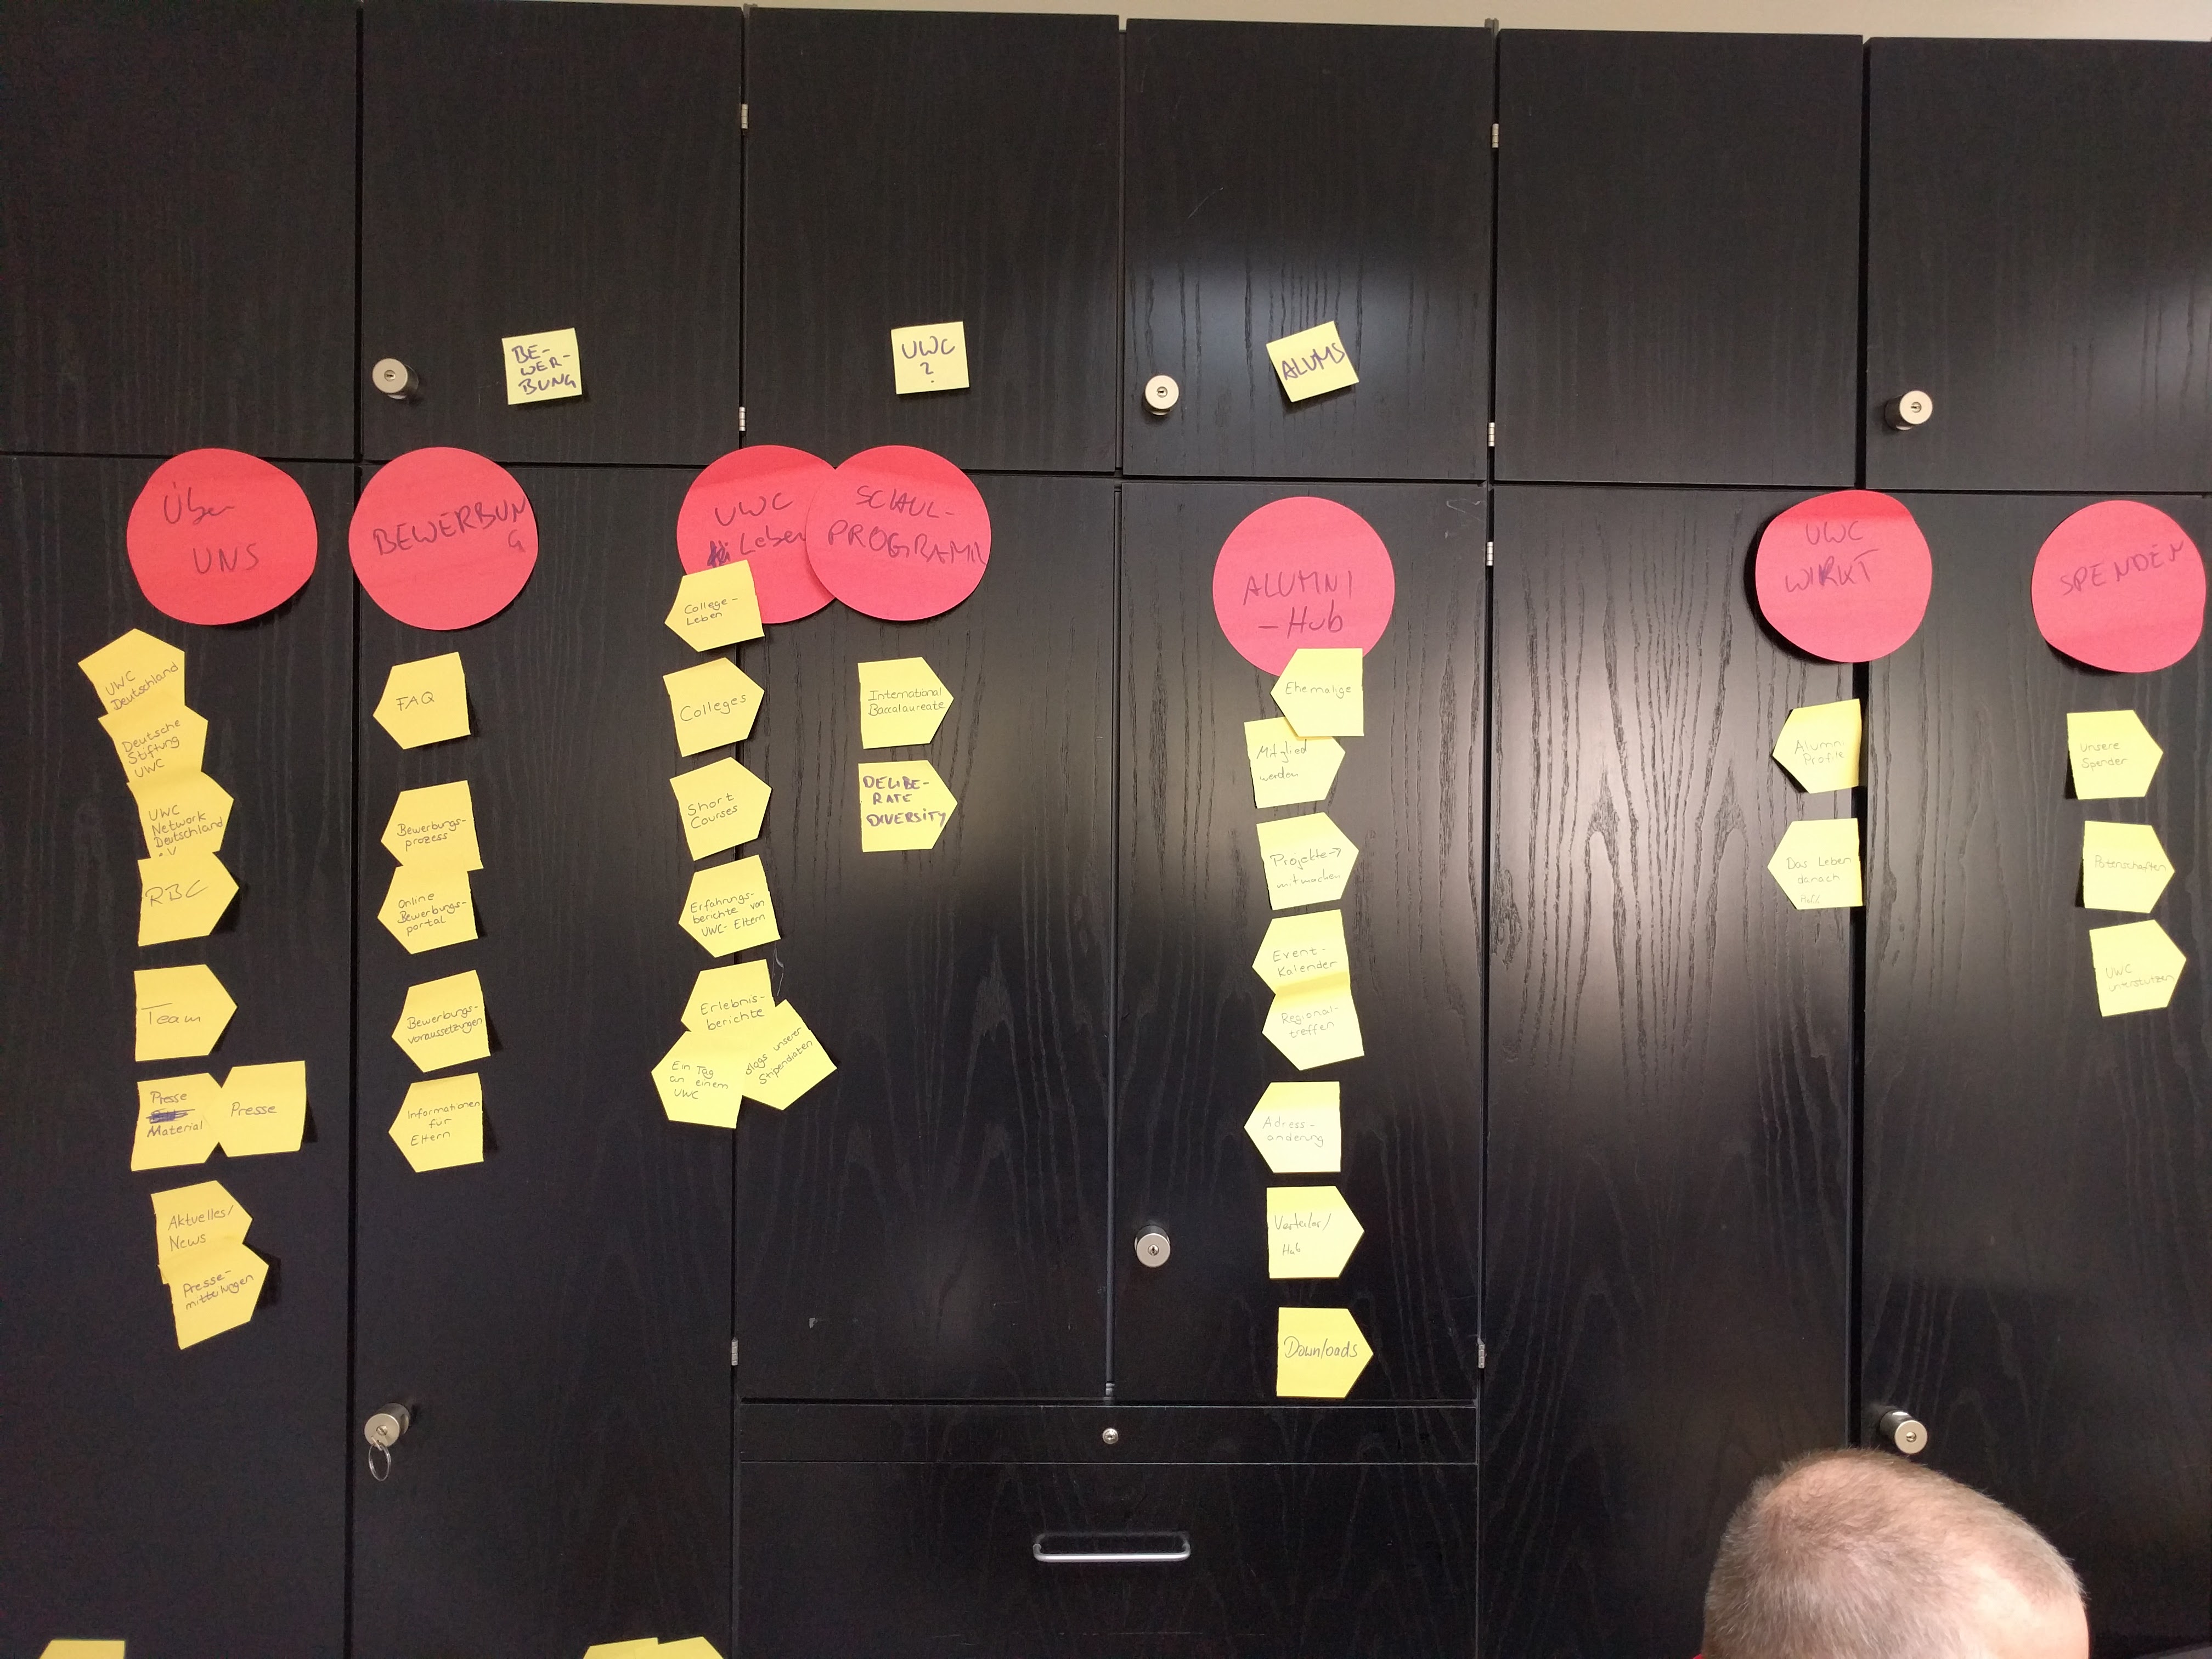 BE-
WER-
BUNG
UWC
?
ALUMS
Über
UNS
UWC
Deutschland
Deutsche
Stiftung
UWC
UWC
Network
Deutschland
e.V
RBC
Team
Presse
Material
Presse
Aktuelles/
News
Presse-
mitteilungen
BEWERBUN
G
FAQ
Bewerbungs-
prozess
Online
Bewerbungs-
portal
Bewerbungs-
voraussetzungen
Informationen
für
Eltern
UWC
Leben
College-
Leben
Colleges
Short
Courses
Erfahrungs-
berichte von
UWC-Eltern
Erlebnis-
berichte
Ein Tag
an einem
UWC
Blogs unserer
Stipendiaten
SCHUL-
PROGRAMM
International
Baccalaureate
DELIBE-
RATE
DIVERSITY
ALUMNI
-Hub
Ehemalige
Mitglied
werden
Projekte→
mitmachen
Event-
Kalender
Regional-
treffen
Adress-
änderung
Verteiler/
Hub
Downloads
UWC
WIRKT
Alumni
Profile
Das Leben
danach
SPENDEN
Unsere
Spender
Patenschaften
UWC
unterstützen